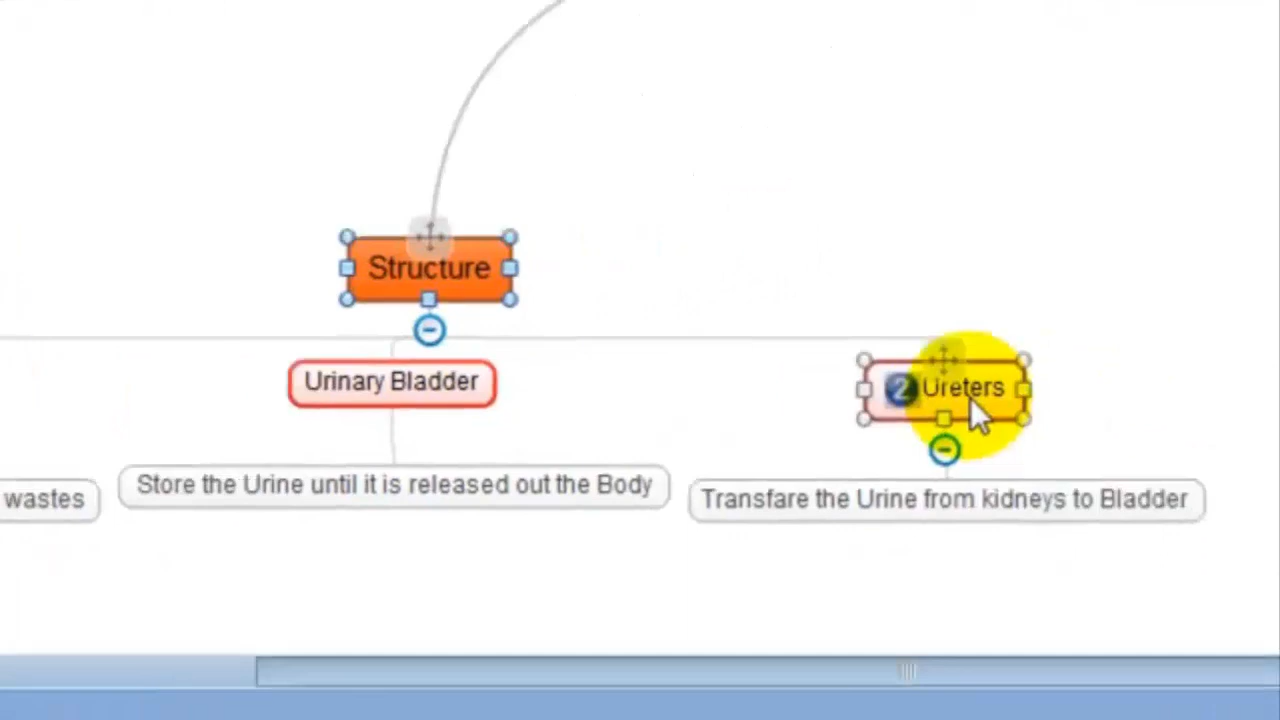 Structure
Urinary Bladder
2 Ureters
wastes
Store the Urine until it is released out the Body
Transfare the Urine from kidneys to Bladder